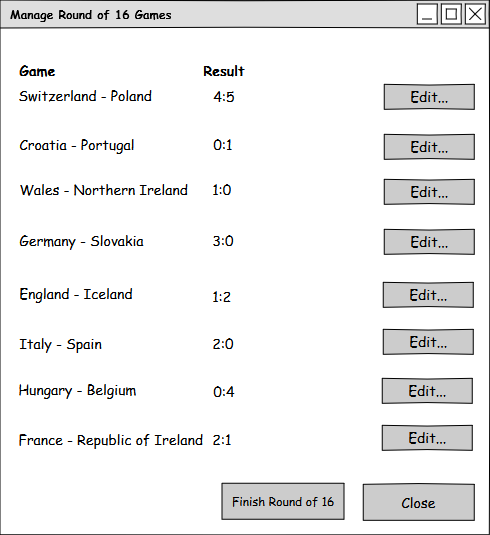 Manage Round of 16 Games
Game Result
Switzerland - Poland 4:5 Edit...
Croatia - Portugal 0:1 Edit...
Wales - Northern Ireland 1:0 Edit...
Germany - Slovakia 3:0 Edit...
England - Iceland 1:2 Edit...
Italy - Spain 2:0 Edit...
Hungary - Belgium 0:4 Edit...
France - Republic of Ireland 2:1 Edit...
Finish Round of 16 Close